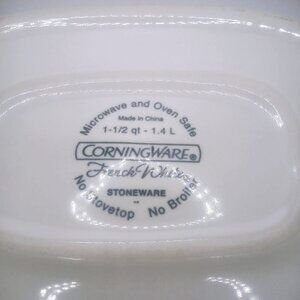 Microwave and Oven Safe
Made in China
1-1/2 qt - 1.4 L
CORNINGWARE®
French White
STONEWARE
™
No Stovetop No Broiler